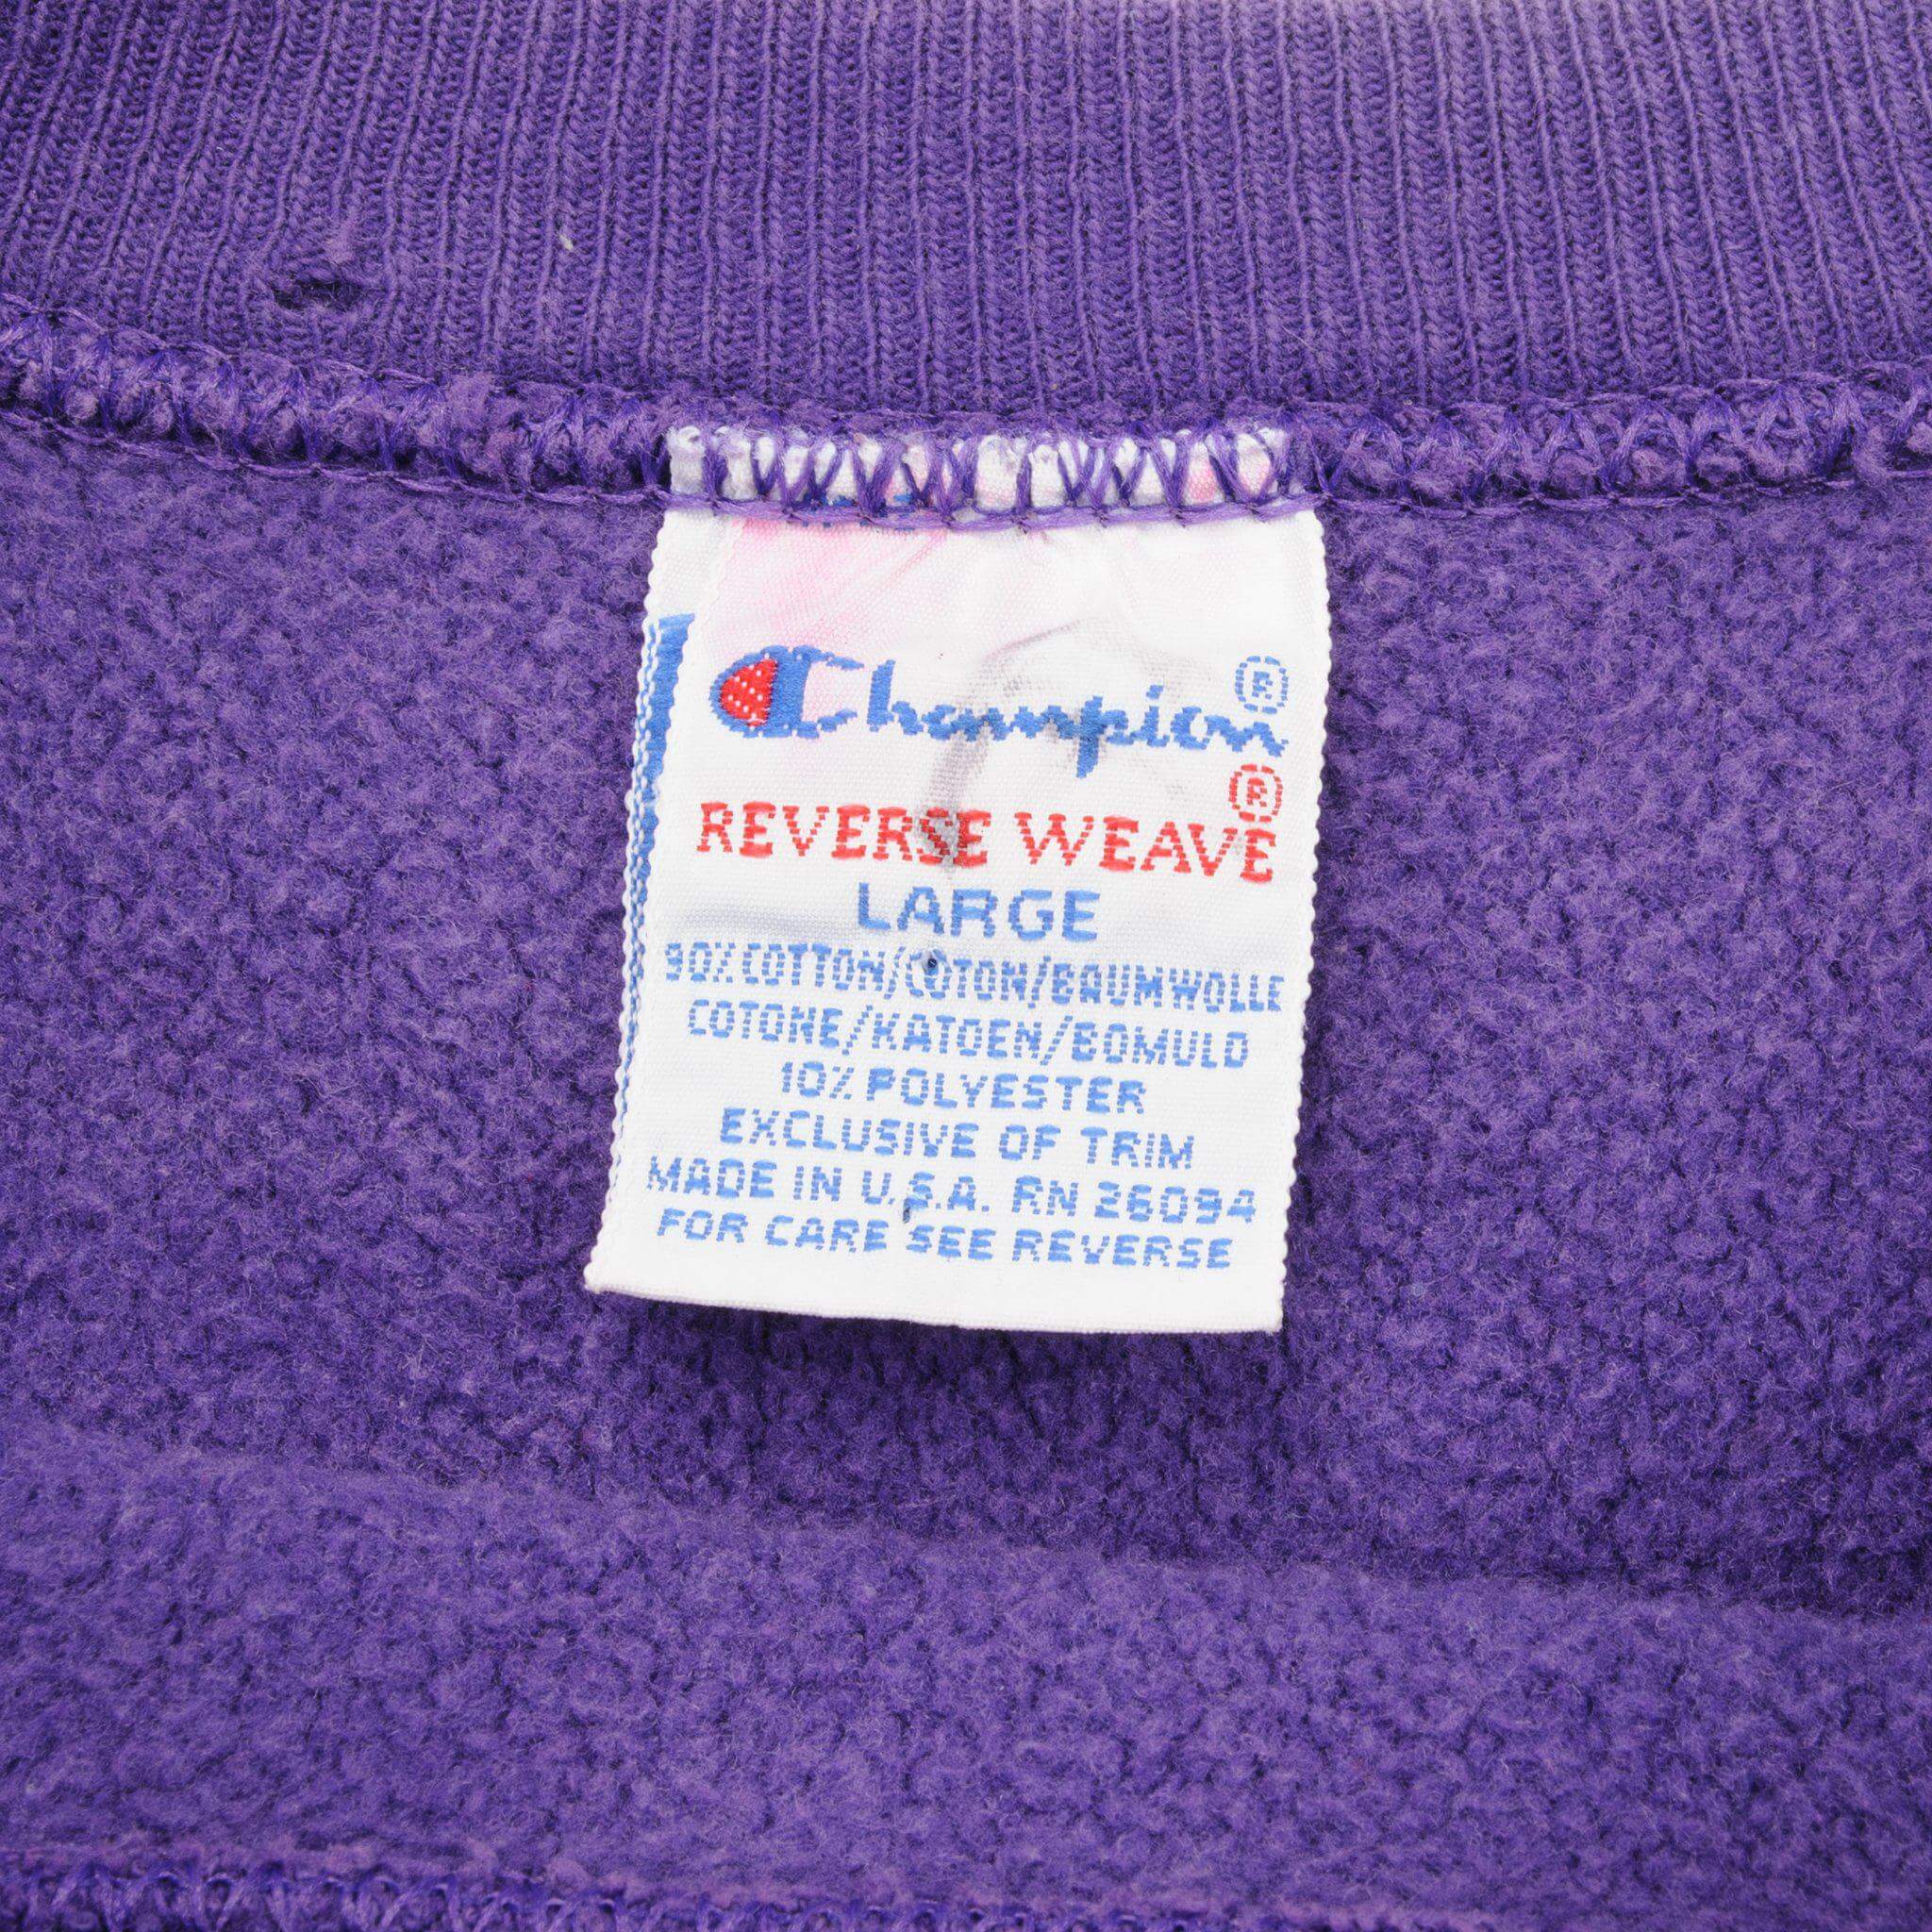 Champion®
REVERSE WEAVE®
LARGE
90% COTTON/COTON/BAUMWOLLE
COTONE/KATOEN/BOMULD
10% POLYESTER
EXCLUSIVE OF TRIM
MADE IN U.S.A. RN 26094
FOR CARE SEE REVERSE